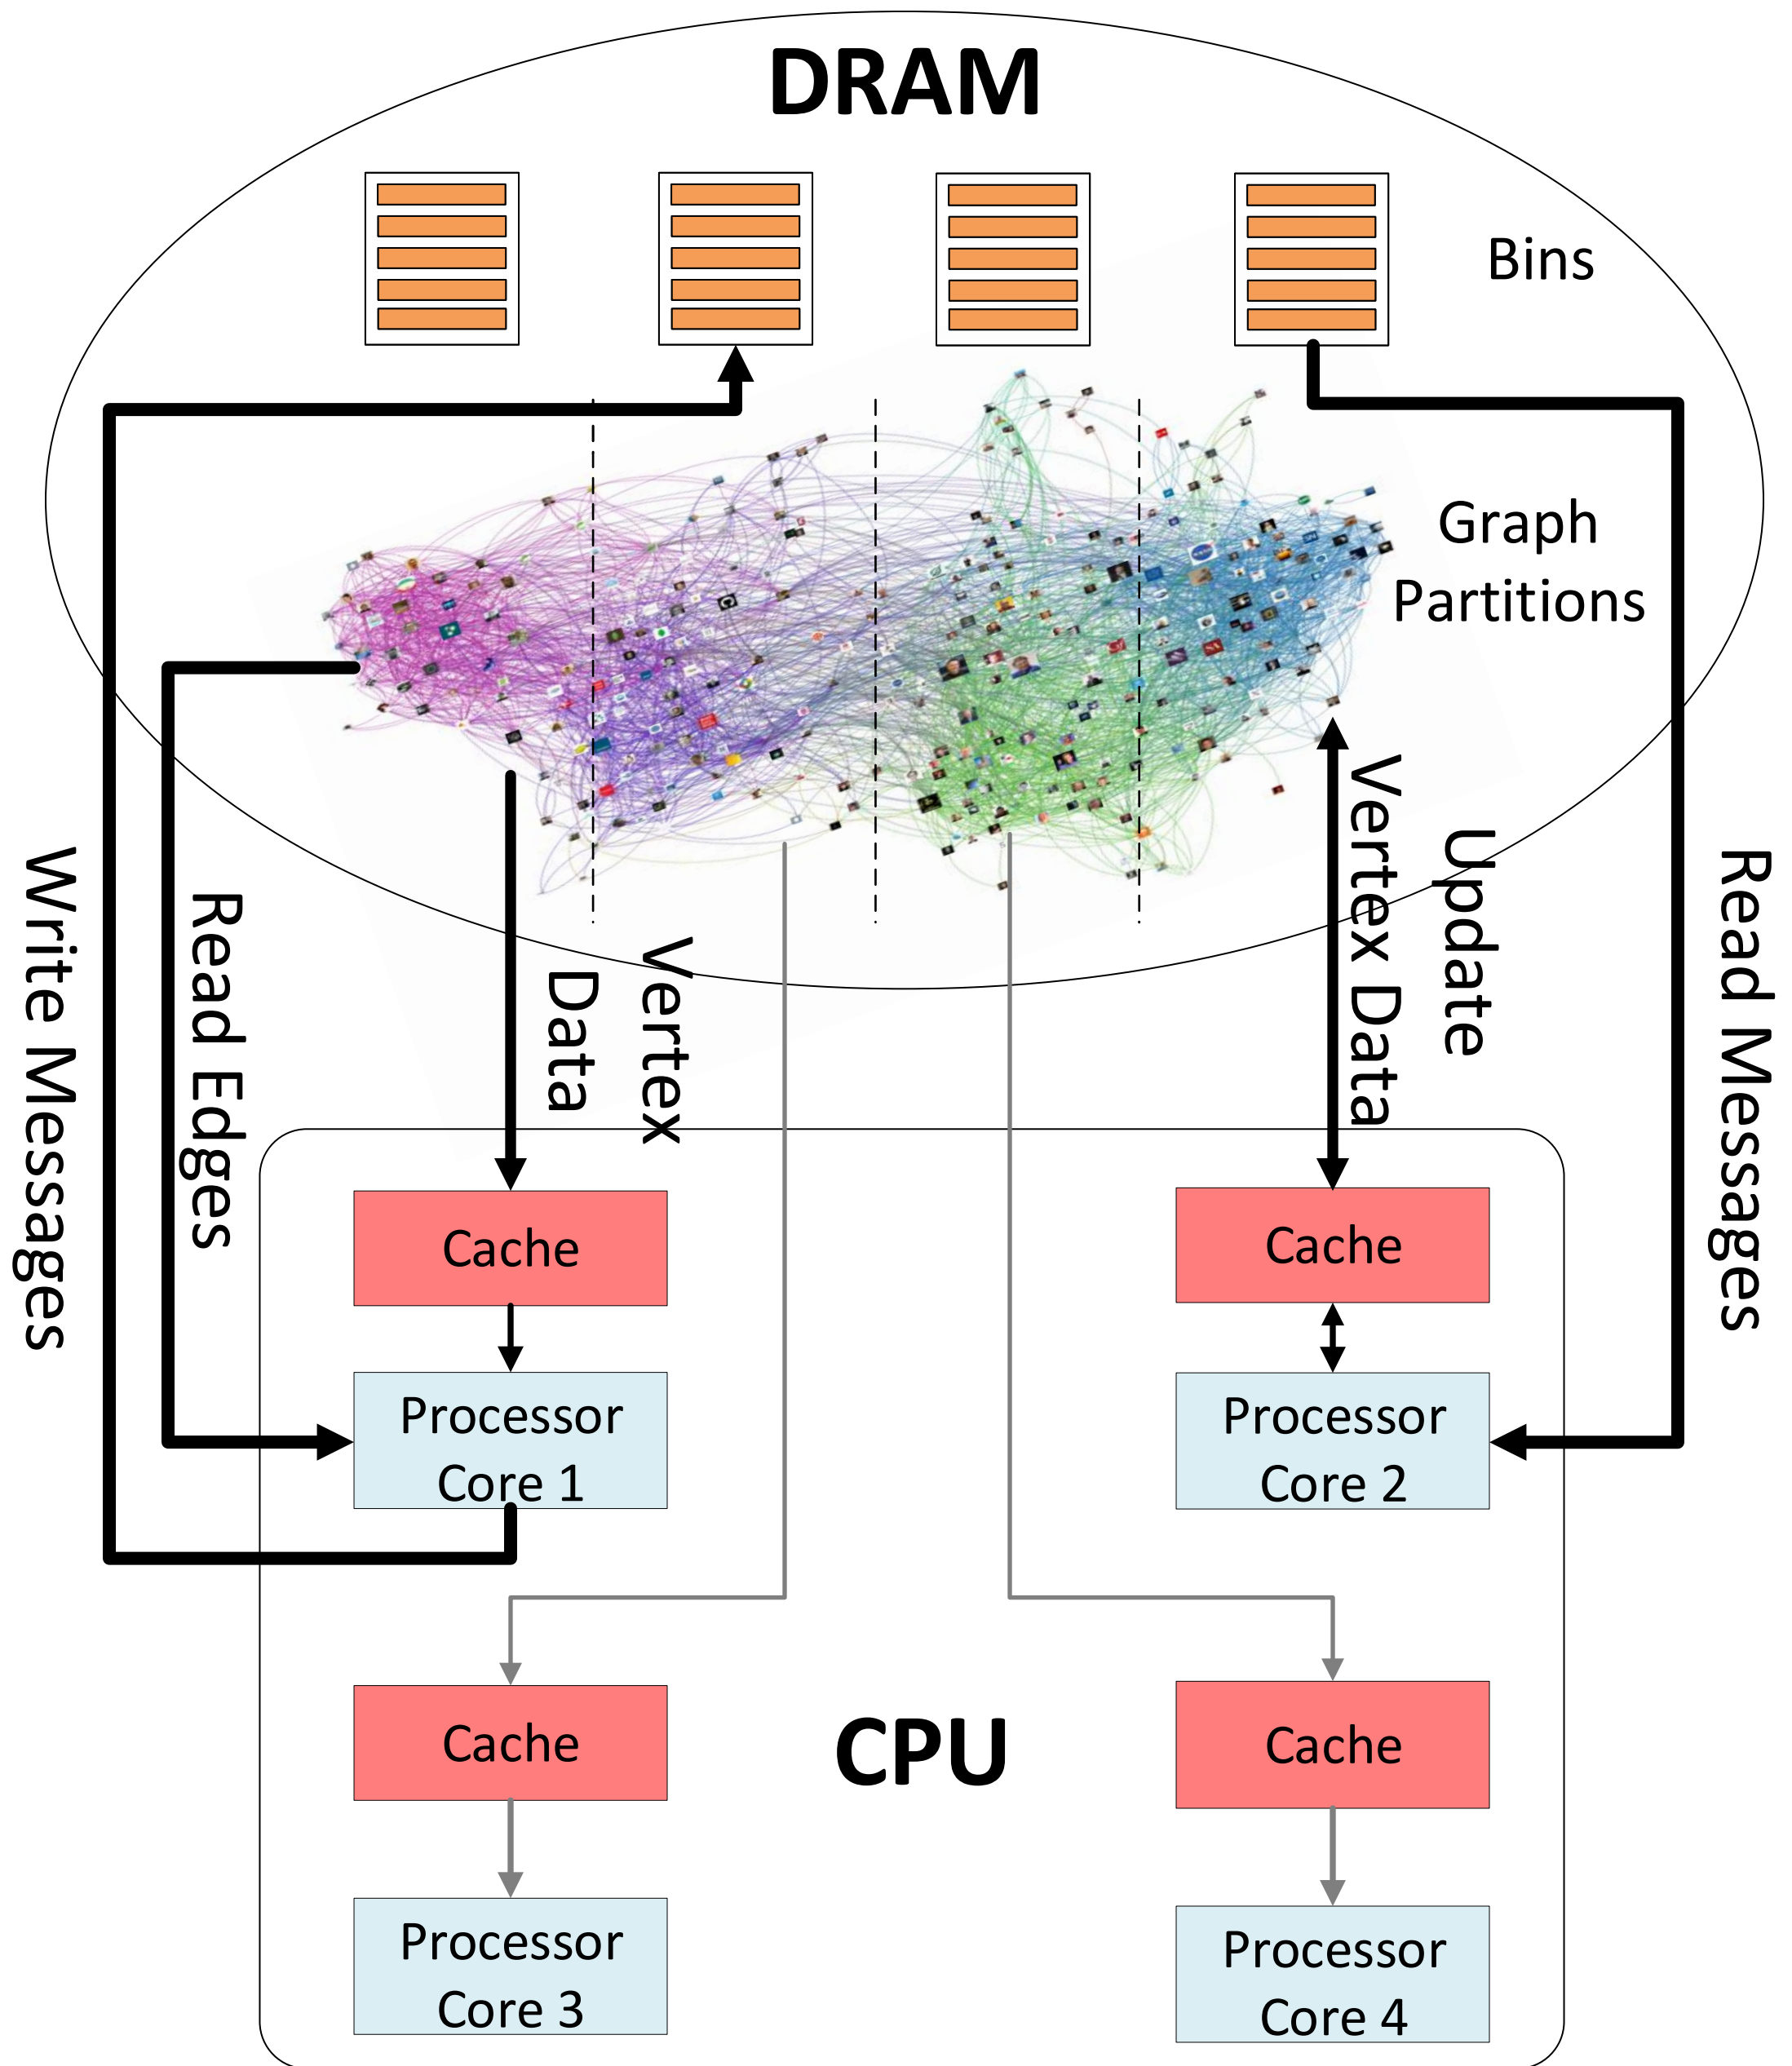 DRAM
Bins
Graph
Partitions
Write Messages
Read Edges
Vertex
Data
Update
Vertex Data
Read Messages
Cache
Cache
Processor
Core 1
Processor
Core 2
Cache
CPU
Cache
Processor
Core 3
Processor
Core 4